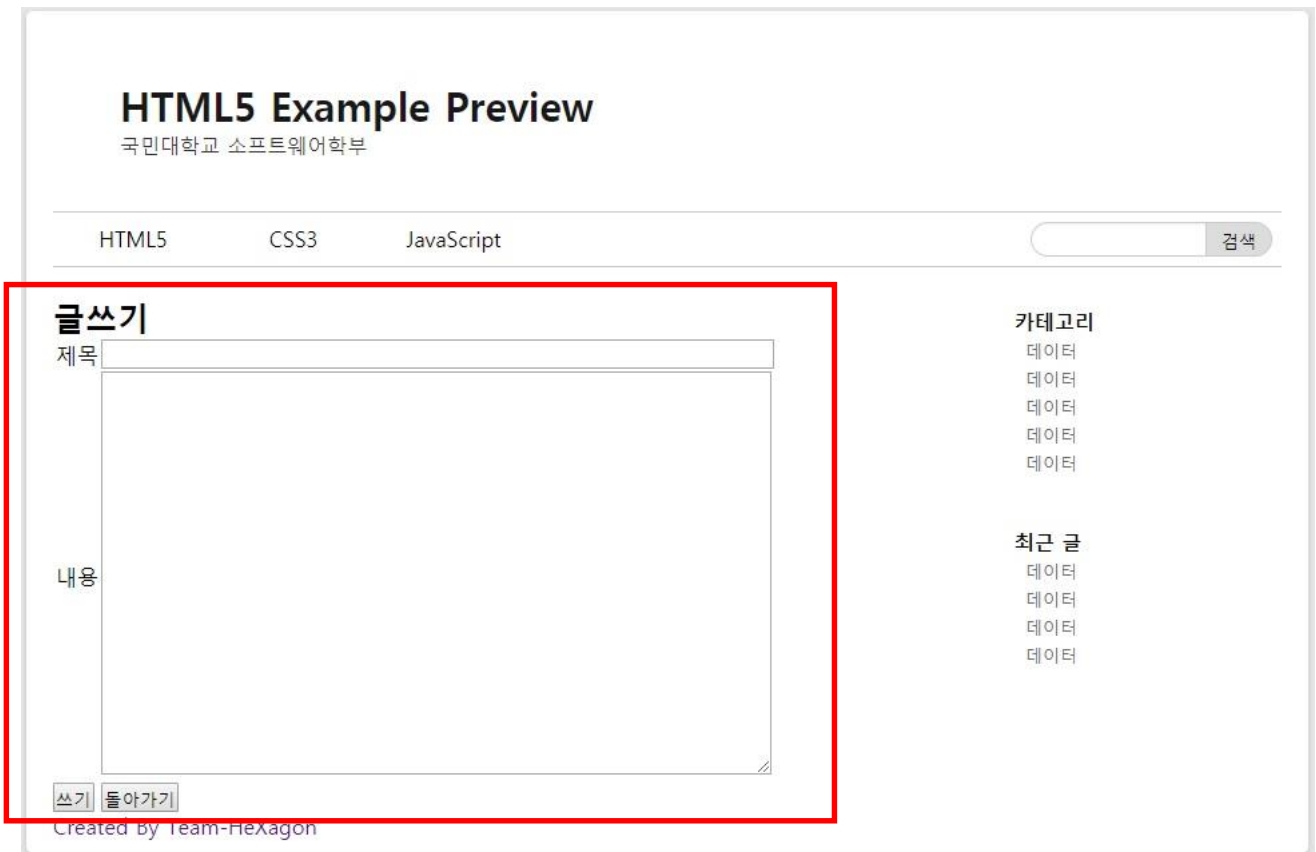 HTML5 Example Preview
국민대학교 소프트웨어학부
HTML5 CSS3 JavaScript 검색
글쓰기
제목
내용
쓰기 돌아가기
카테고리
데이터
데이터
데이터
데이터
데이터
최근 글
데이터
데이터
데이터
데이터
Created By Team-HeXagon